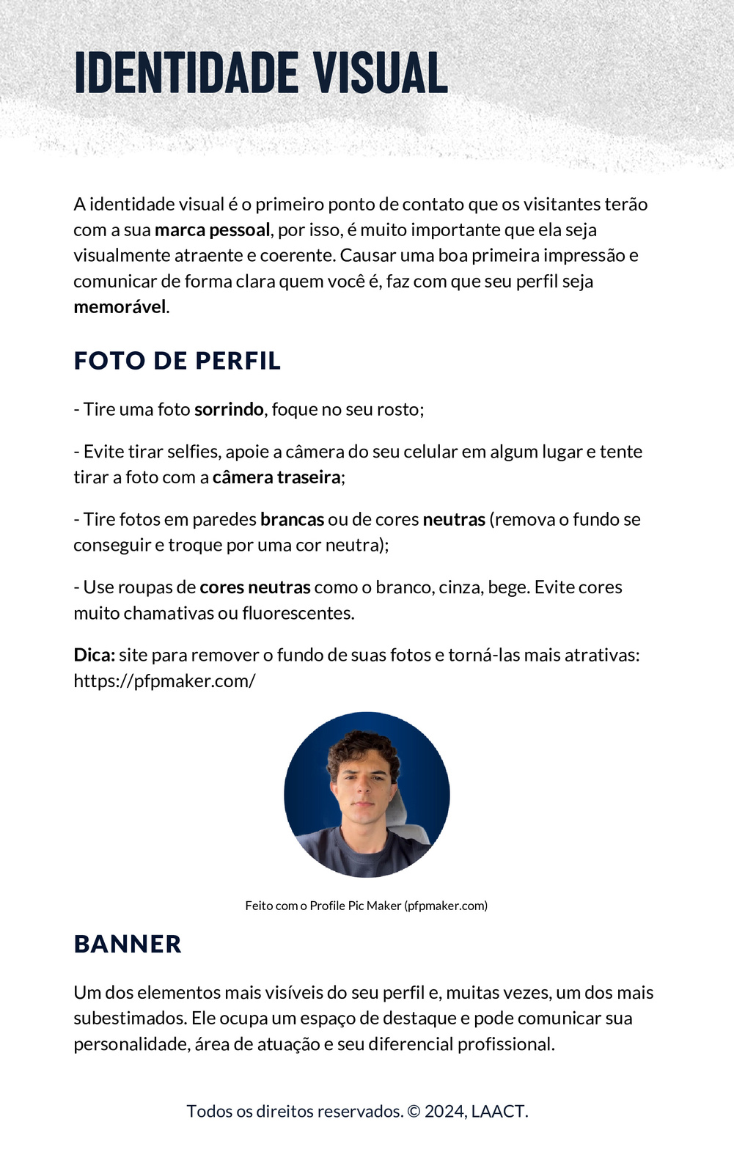 IDENTIDADE VISUAL
A identidade visual é o primeiro ponto de contato que os visitantes terão
com a sua marca pessoal, por isso, é muito importante que ela seja
visualmente atraente e coerente. Causar uma boa primeira impressão e
comunicar de forma clara quem você é, faz com que seu perfil seja
memorável.
FOTO DE PERFIL
- Tire uma foto sorrindo, foque no seu rosto;
- Evite tirar selfies, apoie a câmera do seu celular em algum lugar e tente
tirar a foto com a câmera traseira;
- Tire fotos em paredes brancas ou de cores neutras (remova o fundo se
conseguir e troque por uma cor neutra);
- Use roupas de cores neutras como o branco, cinza, bege. Evite cores
muito chamativas ou fluorescentes.
Dica: site para remover o fundo de suas fotos e torná-las mais atrativas:
https://pfpmaker.com/
Feito com o Profile Pic Maker (pfpmaker.com)
BANNER
Um dos elementos mais visíveis do seu perfil e, muitas vezes, um dos mais
subestimados. Ele ocupa um espaço de destaque e pode comunicar sua
personalidade, área de atuação e seu diferencial profissional.
Todos os direitos reservados. © 2024, LAACT.